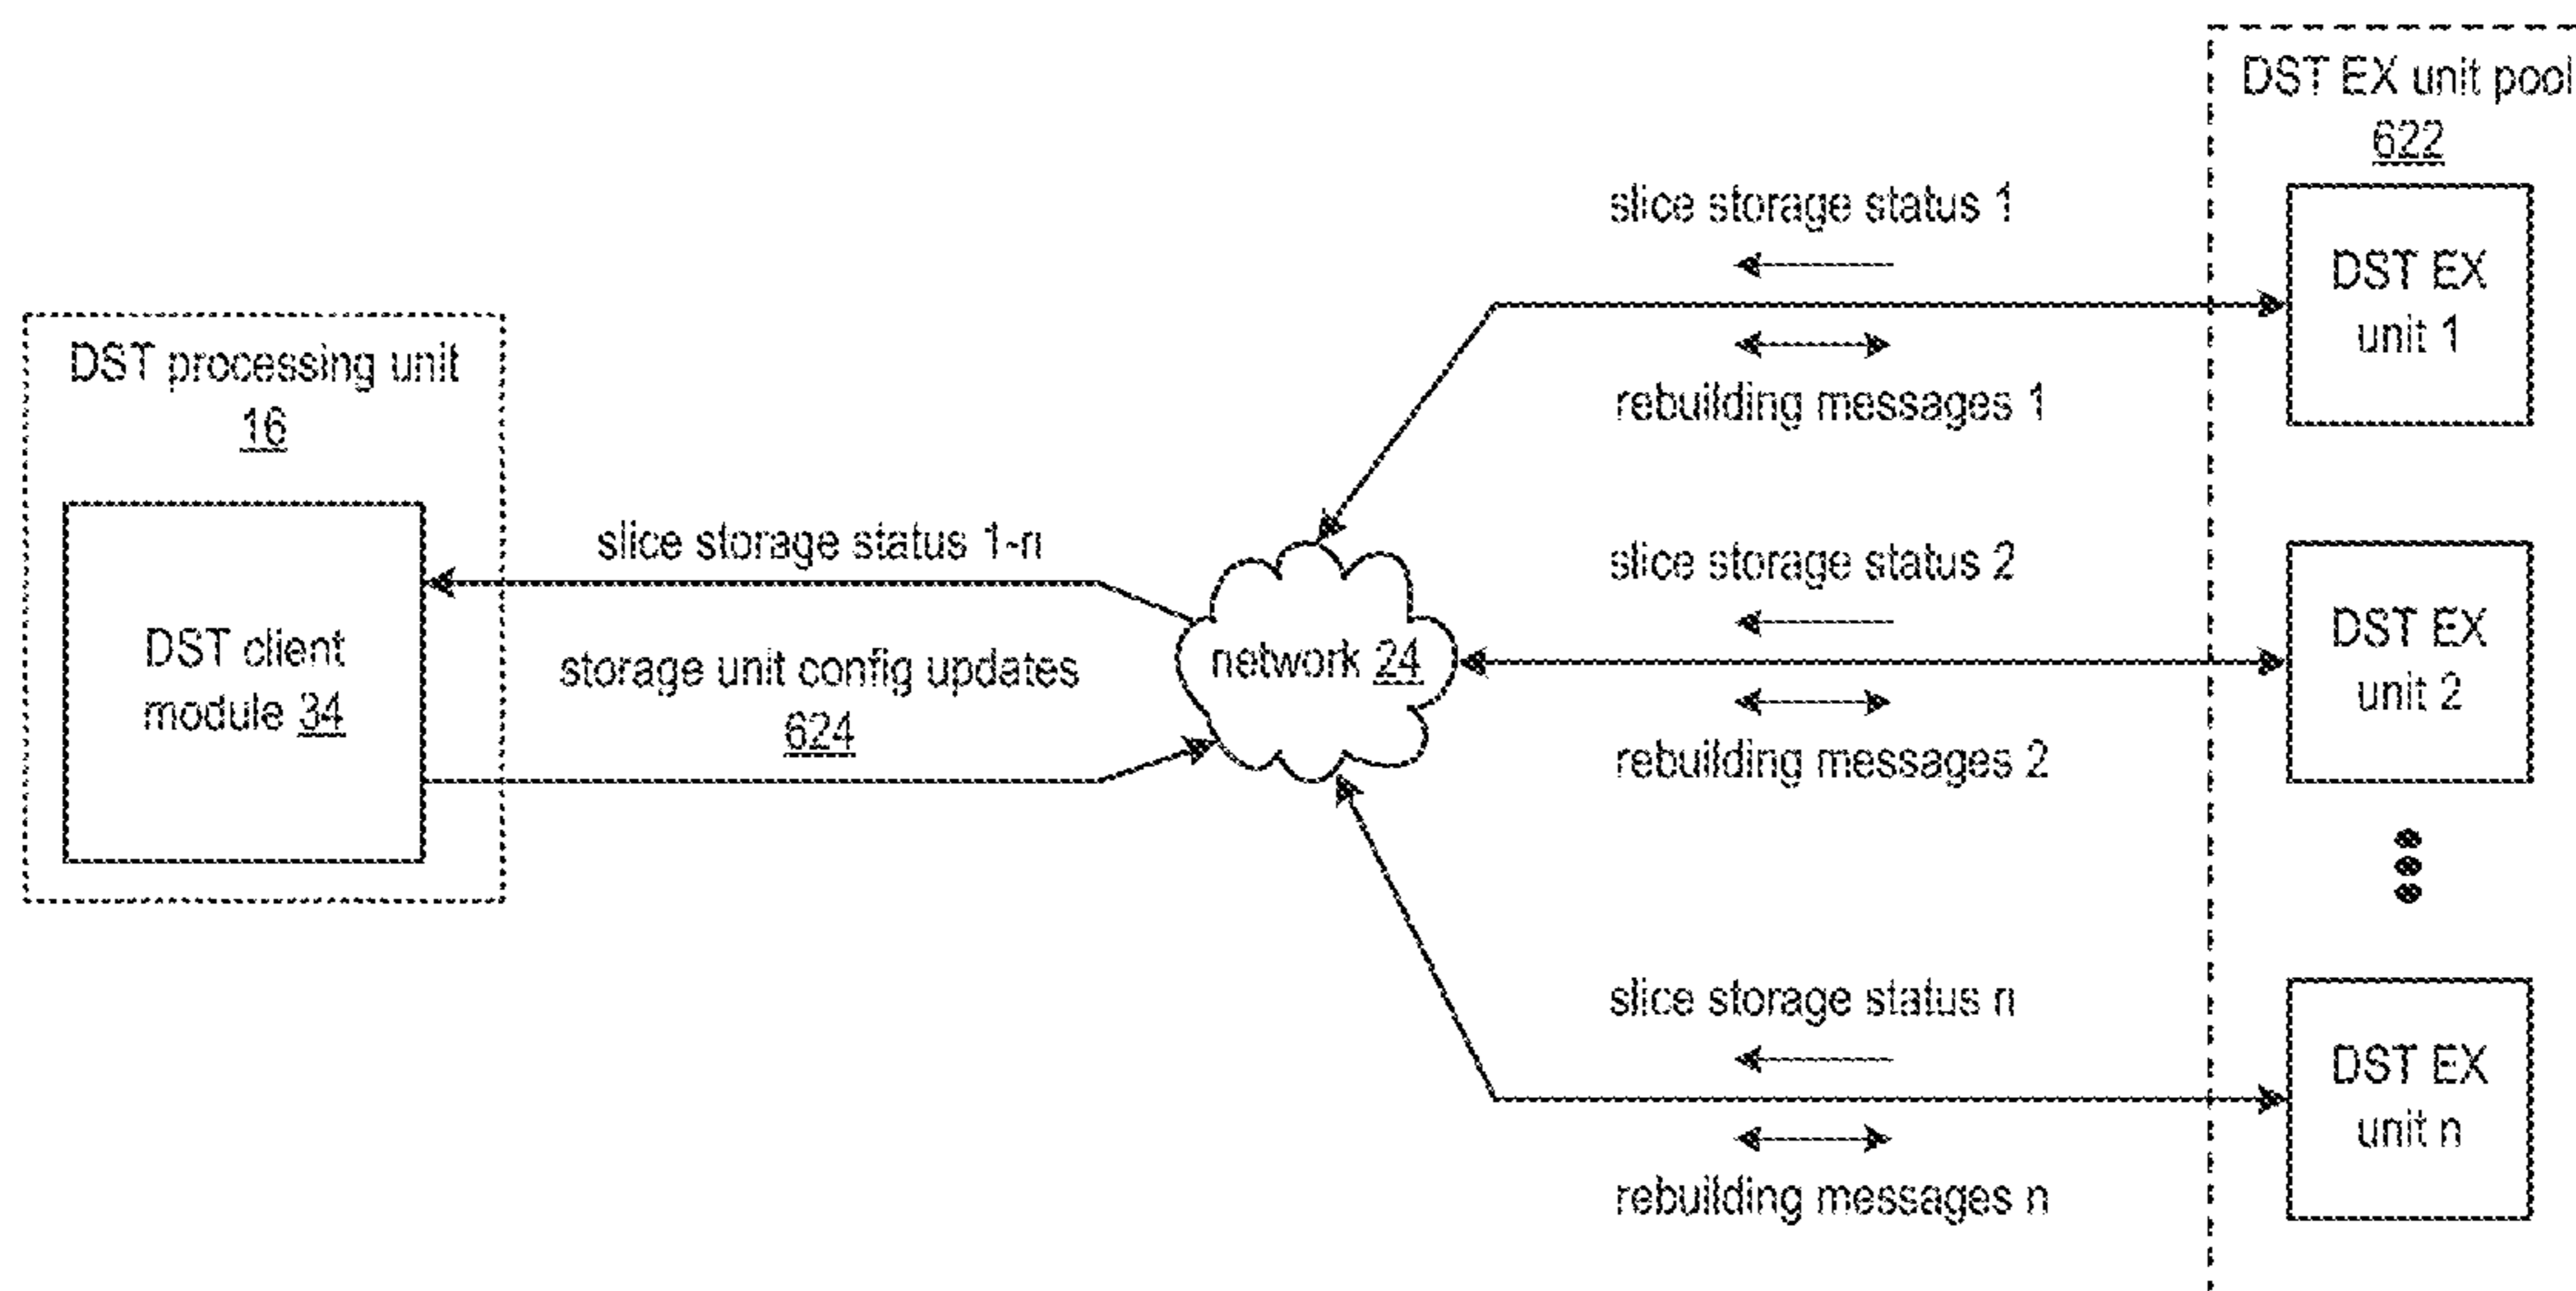 DST EX unit pool
622
slice storage status 1
DST EX
unit 1
rebuilding messages 1
DST processing unit
16
slice storage status 1-n
DST client
module 34
storage unit config updates
624
network 24
slice storage status 2
DST EX
unit 2
rebuilding messages 2
slice storage status n
DST EX
unit n
rebuilding messages n